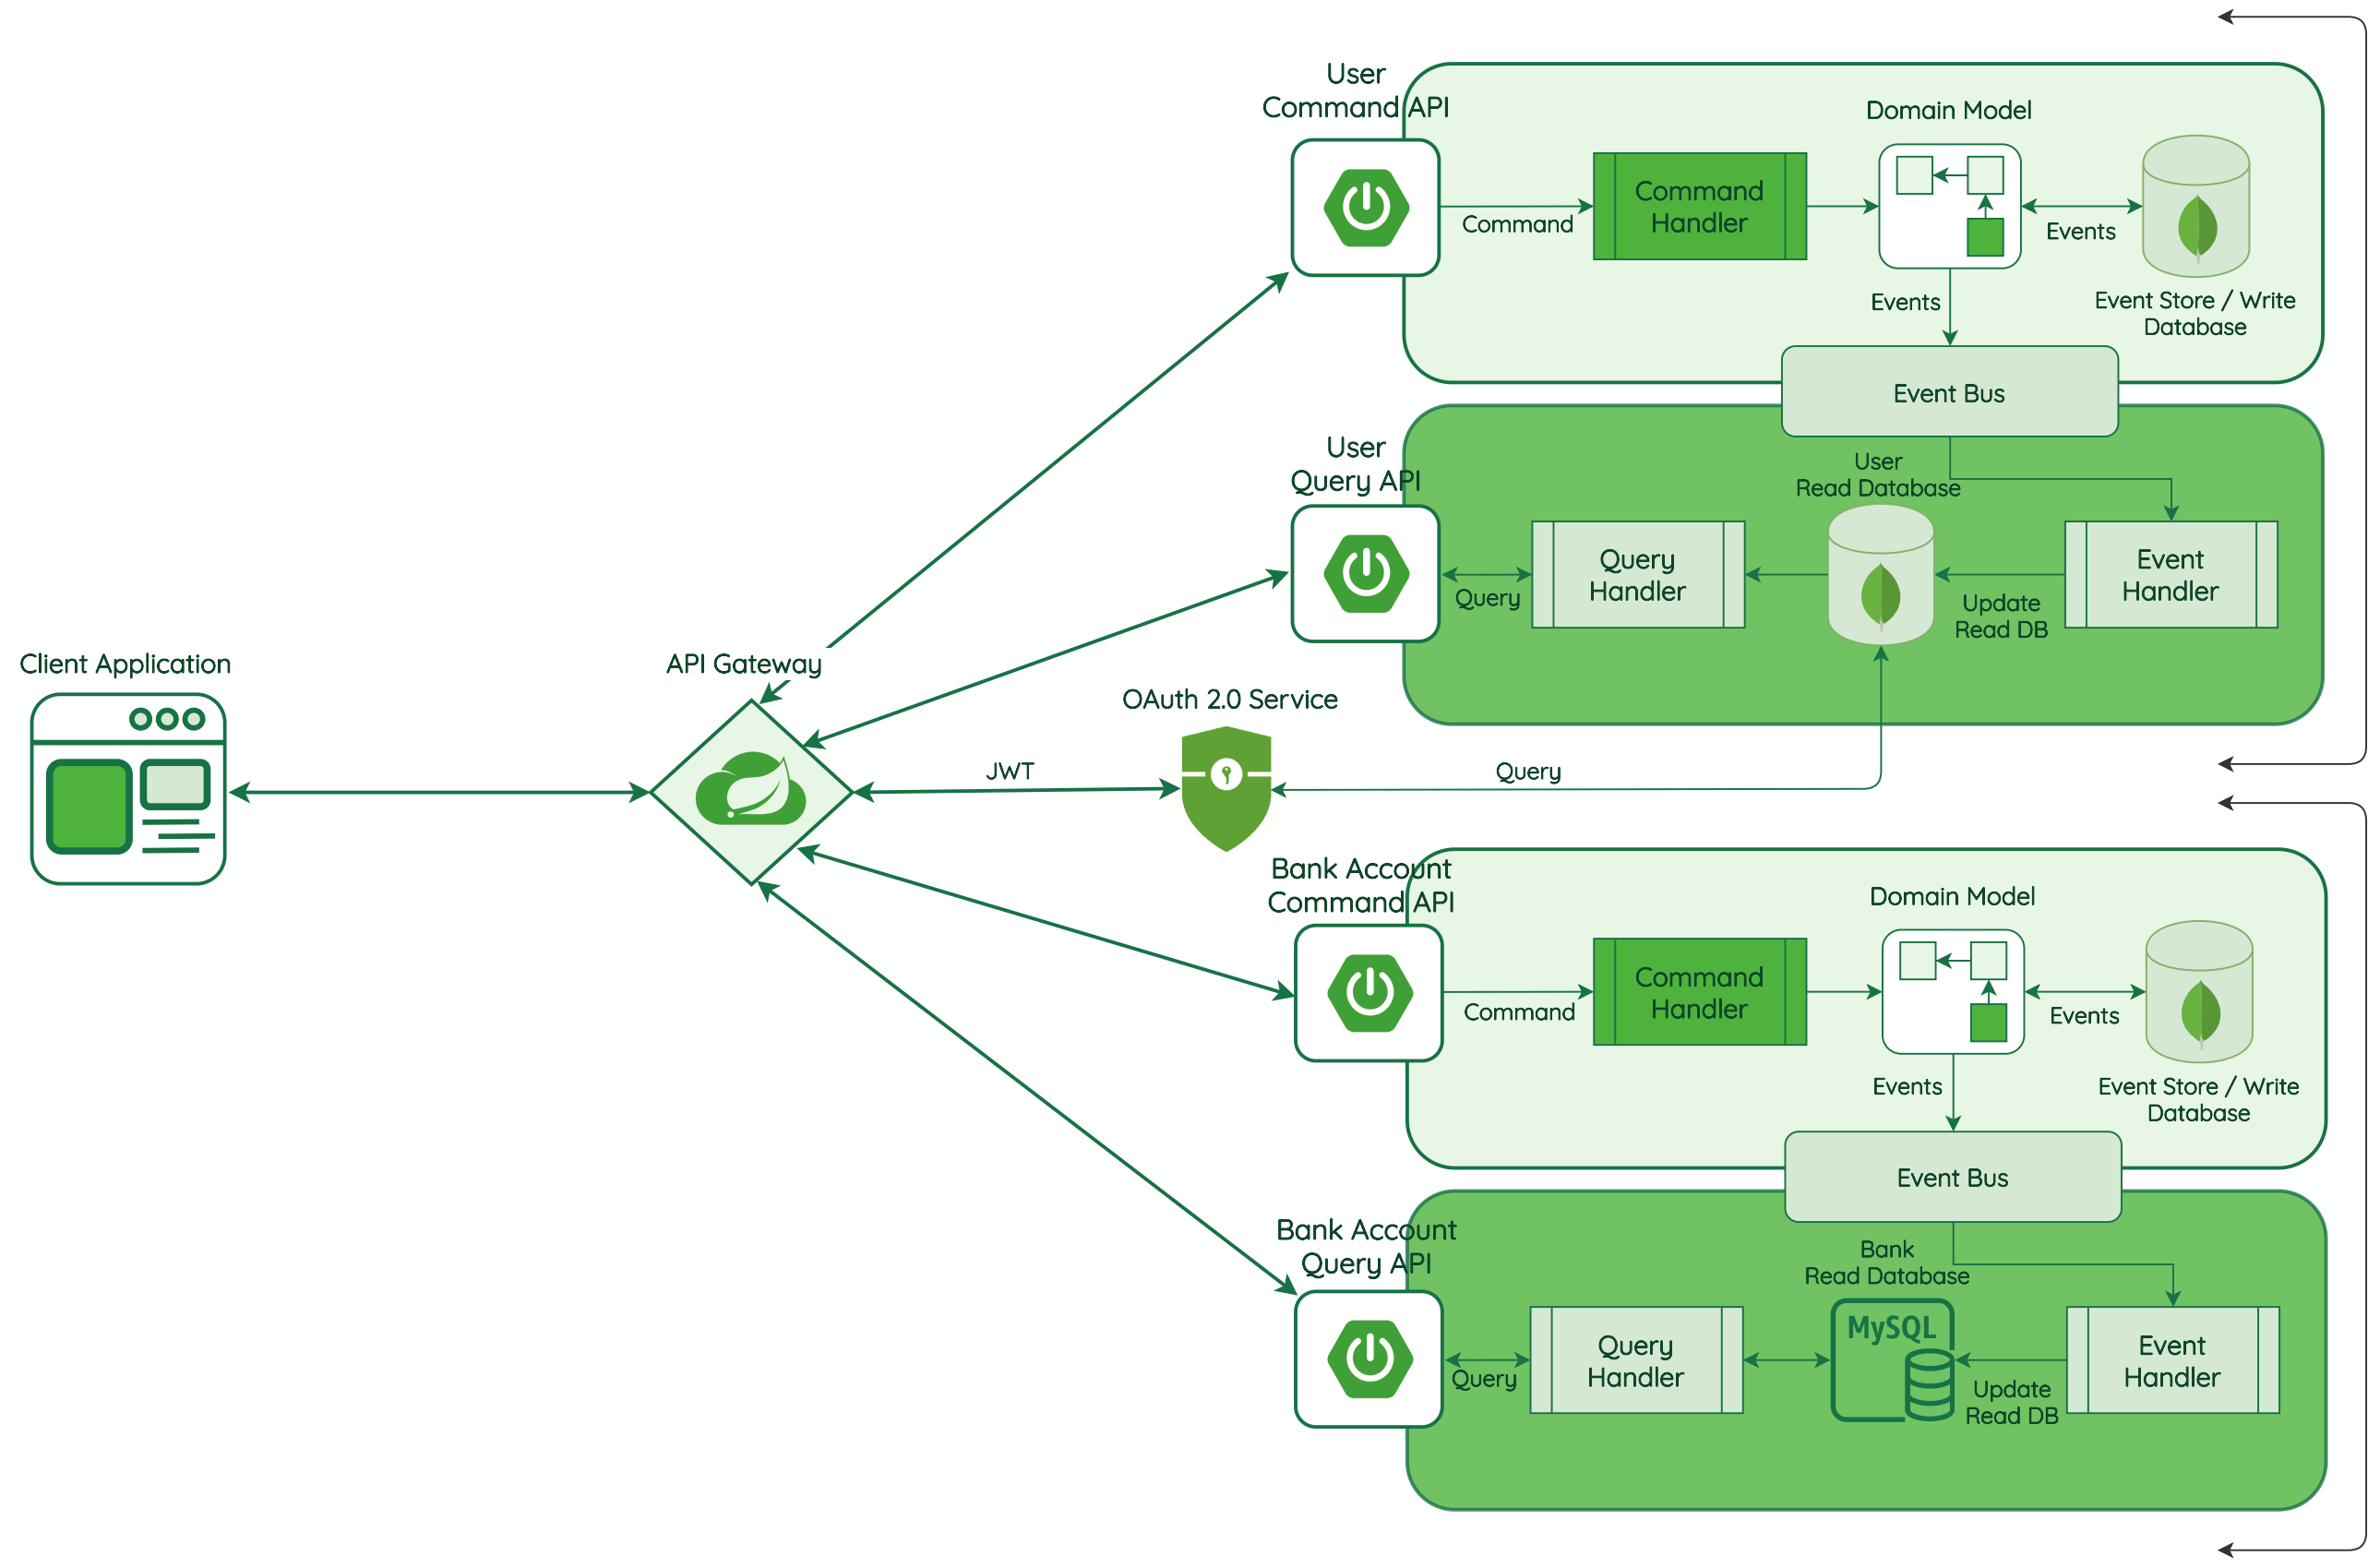 User
Command API
Domain Model
Command
Handler
Command
Events
Events
Event Store / Write
Database
Event Bus
User
Query API
User
Read Database
Query
Handler
Event
Handler
Query
Update
Read DB
Client Application
API Gateway
OAuth 2.0 Service
JWT
Query
Bank Account
Command API
Domain Model
Command
Handler
Command
Events
Events
Event Store / Write
Database
Event Bus
Bank Account
Query API
Bank
Read Database
MySQL
Query
Handler
Event
Handler
Query
Update
Read DB